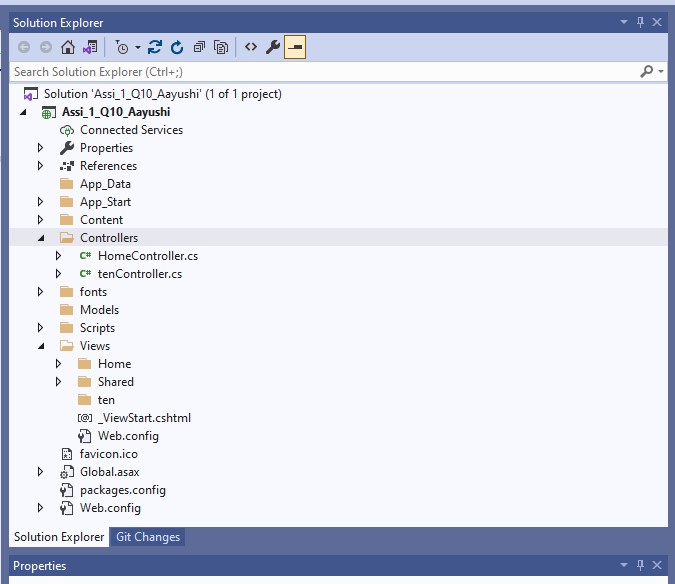 Solution Explorer
Search Solution Explorer (Ctrl+;)
Solution 'Assi_1_Q10_Aayushi' (1 of 1 project)
Assi_1_Q10_Aayushi
Connected Services
Properties
References
App_Data
App_Start
Content
Controllers
C# HomeController.cs
C# tenController.cs
fonts
Models
Scripts
Views
Home
Shared
ten
[@] _ViewStart.cshtml
Web.config
favicon.ico
Global.asax
packages.config
Web.config
Solution Explorer Git Changes
Properties